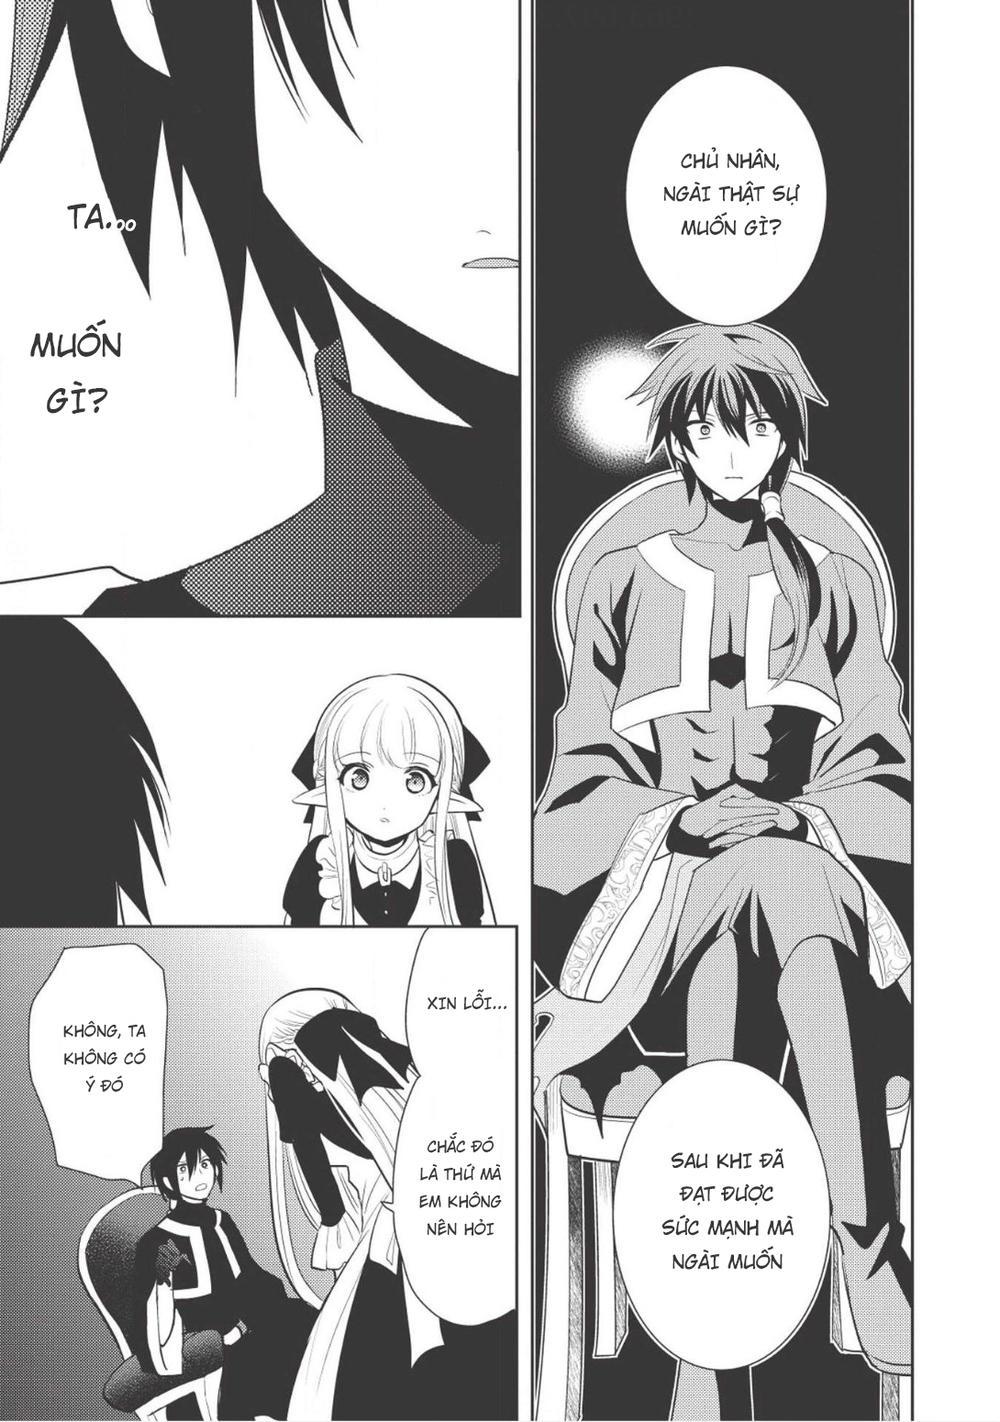 CHỦ NHÂN,
NGÀI THẬT SỰ
MUỐN GÌ?
SAU KHI ĐÃ
ĐẠT ĐƯỢC
SỨC MẠNH MÀ
NGÀI MUỐN
TA...
MUỐN
GÌ?
XIN LỖI...
CHẮC ĐÓ
LÀ THỨ MÀ
EM KHÔNG
NÊN HỎI
KHÔNG, TA
KHÔNG CÓ
Ý ĐÓ